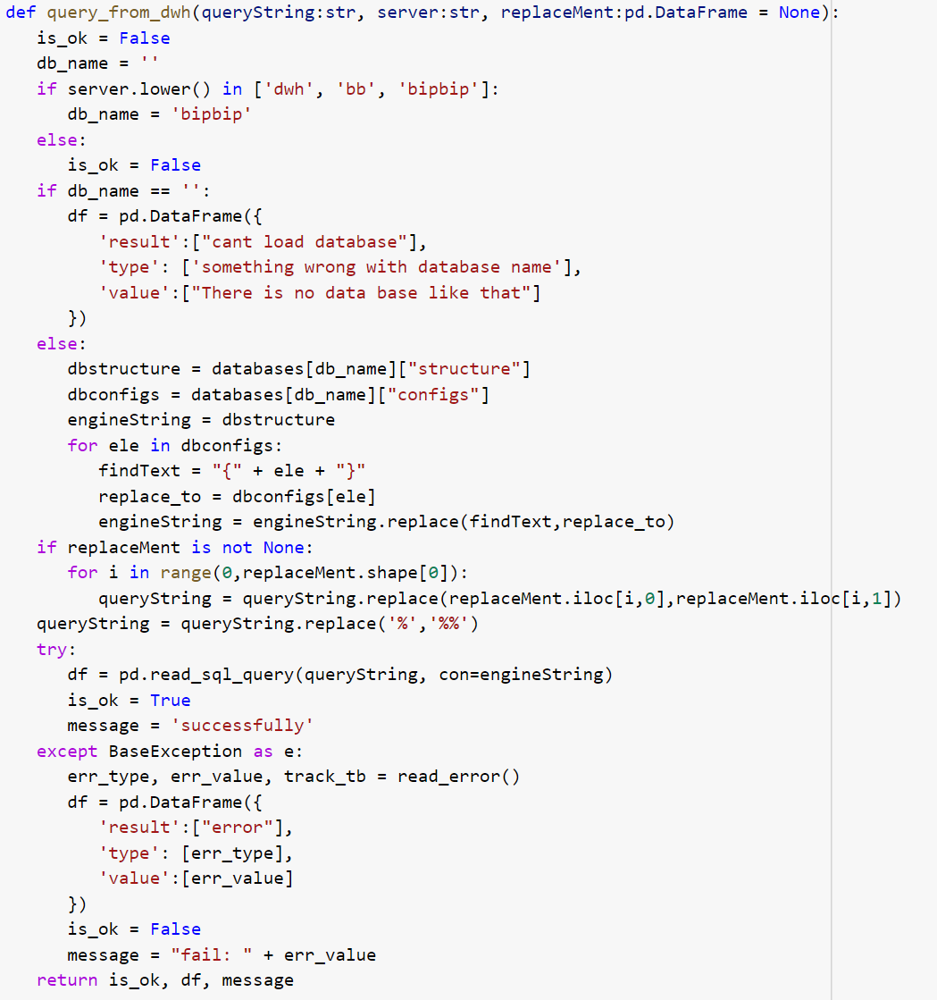 def query_from_dwh(queryString:str, server:str, replaceMent:pd.DataFrame = None):
   is_ok = False
   db_name = ''
   if server.lower() in ['dwh', 'bb', 'bipbip']:
      db_name = 'bipbip'
   else:
      is_ok = False
   if db_name == '':
      df = pd.DataFrame({
         'result':["cant load database"],
         'type': ['something wrong with database name'],
         'value':["There is no data base like that"]
      })
   else:
      dbstructure = databases[db_name]["structure"]
      dbconfigs = databases[db_name]["configs"]
      engineString = dbstructure
      for ele in dbconfigs:
         findText = "{" + ele + "}"
         replace_to = dbconfigs[ele]
         engineString = engineString.replace(findText,replace_to)
   if replaceMent is not None:
      for i in range(0,replaceMent.shape[0]):
         queryString = queryString.replace(replaceMent.iloc[i,0],replaceMent.iloc[i,1])
   queryString = queryString.replace('%','%%')
   try:
      df = pd.read_sql_query(queryString, con=engineString)
      is_ok = True
      message = 'successfully'
   except BaseException as e:
      err_type, err_value, track_tb = read_error()
      df = pd.DataFrame({
         'result':["error"],
         'type': [err_type],
         'value':[err_value]
      })
      is_ok = False
      message = "fail: " + err_value
   return is_ok, df, message